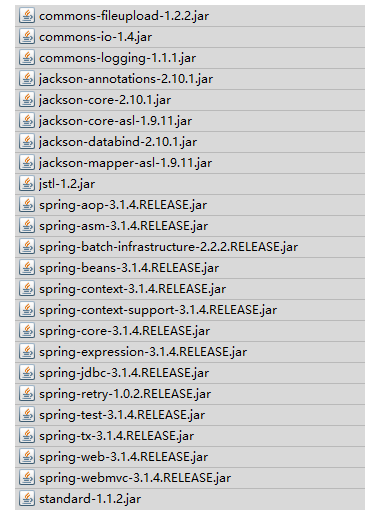 commons-fileupload-1.2.2.jar
commons-io-1.4.jar
commons-logging-1.1.1.jar
jackson-annotations-2.10.1.jar
jackson-core-2.10.1.jar
jackson-core-asl-1.9.11.jar
jackson-databind-2.10.1.jar
jackson-mapper-asl-1.9.11.jar
jstl-1.2.jar
spring-aop-3.1.4.RELEASE.jar
spring-asm-3.1.4.RELEASE.jar
spring-batch-infrastructure-2.2.2.RELEASE.jar
spring-beans-3.1.4.RELEASE.jar
spring-context-3.1.4.RELEASE.jar
spring-context-support-3.1.4.RELEASE.jar
spring-core-3.1.4.RELEASE.jar
spring-expression-3.1.4.RELEASE.jar
spring-jdbc-3.1.4.RELEASE.jar
spring-retry-1.0.2.RELEASE.jar
spring-test-3.1.4.RELEASE.jar
spring-tx-3.1.4.RELEASE.jar
spring-web-3.1.4.RELEASE.jar
spring-webmvc-3.1.4.RELEASE.jar
standard-1.1.2.jar